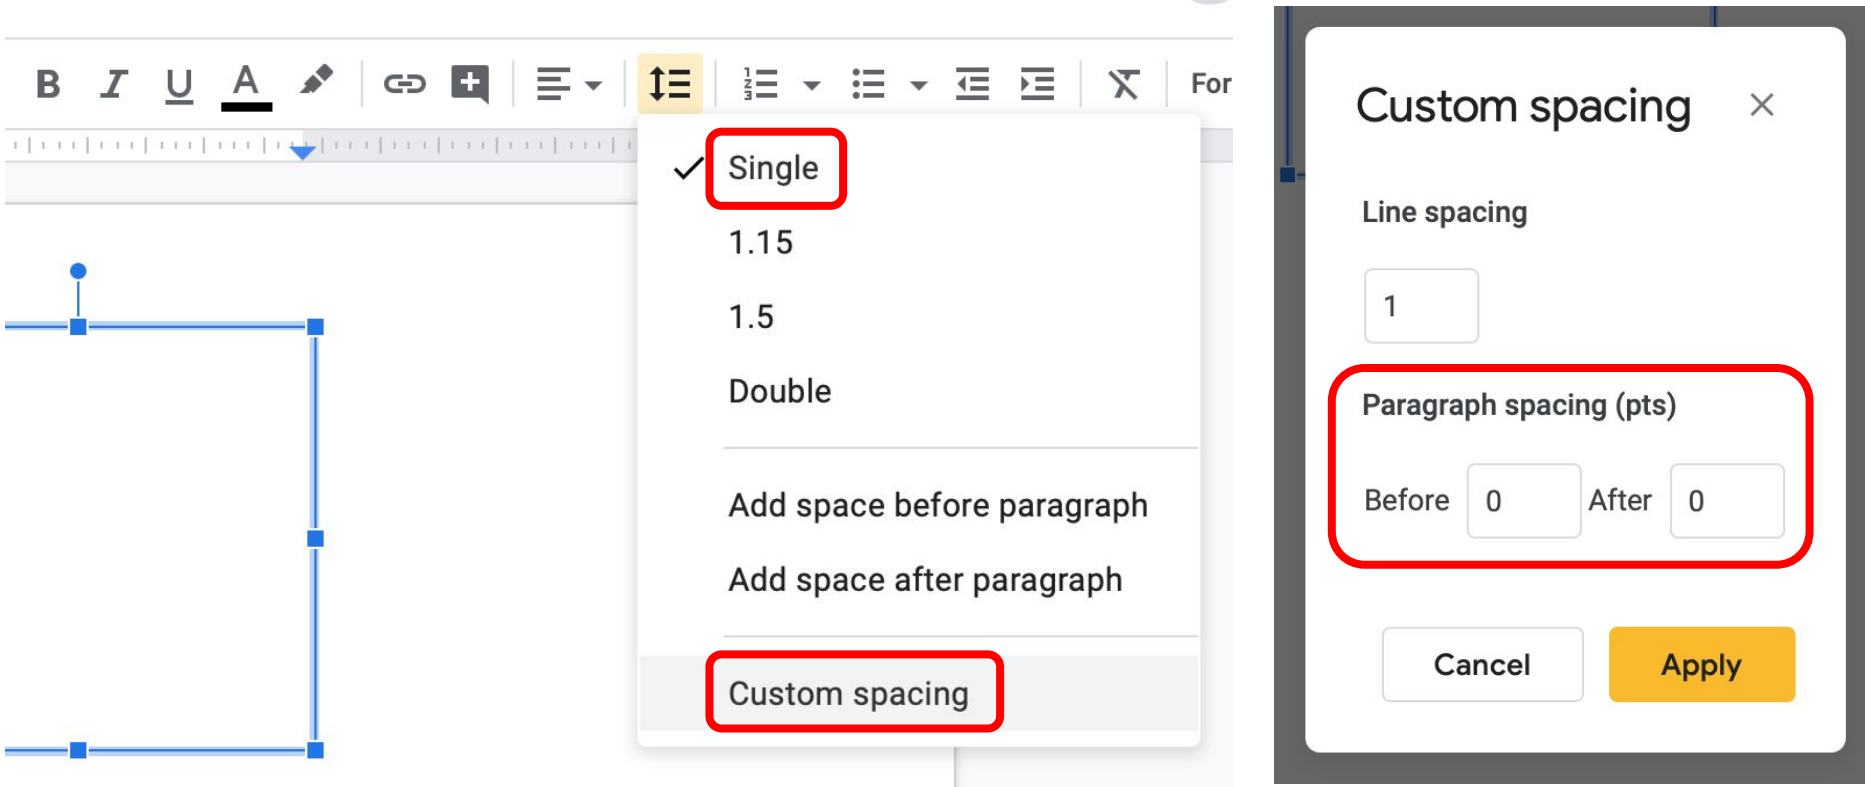 B I U A For
Single
1.15
1.5
Double
Add space before paragraph
Add space after paragraph
Custom spacing
Custom spacing
Line spacing
1
Paragraph spacing (pts)
Before 0 After 0
Cancel Apply